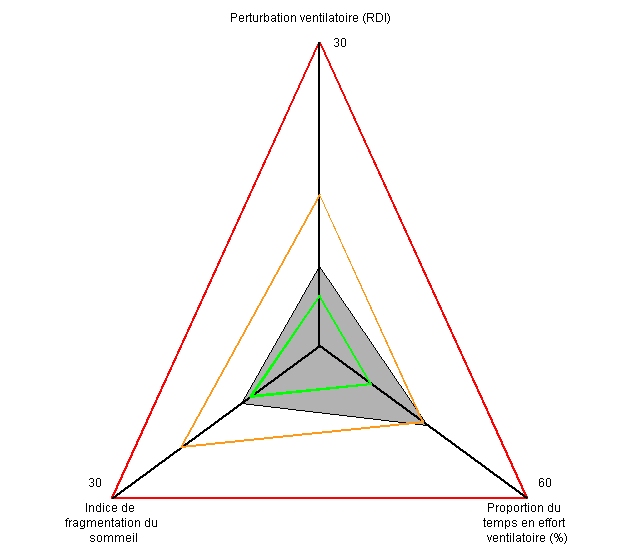 Perturbation ventilatoire (RDI)
30
30
60
Indice de
fragmentation du
sommeil
Proportion du
temps en effort
ventilatoire (%)